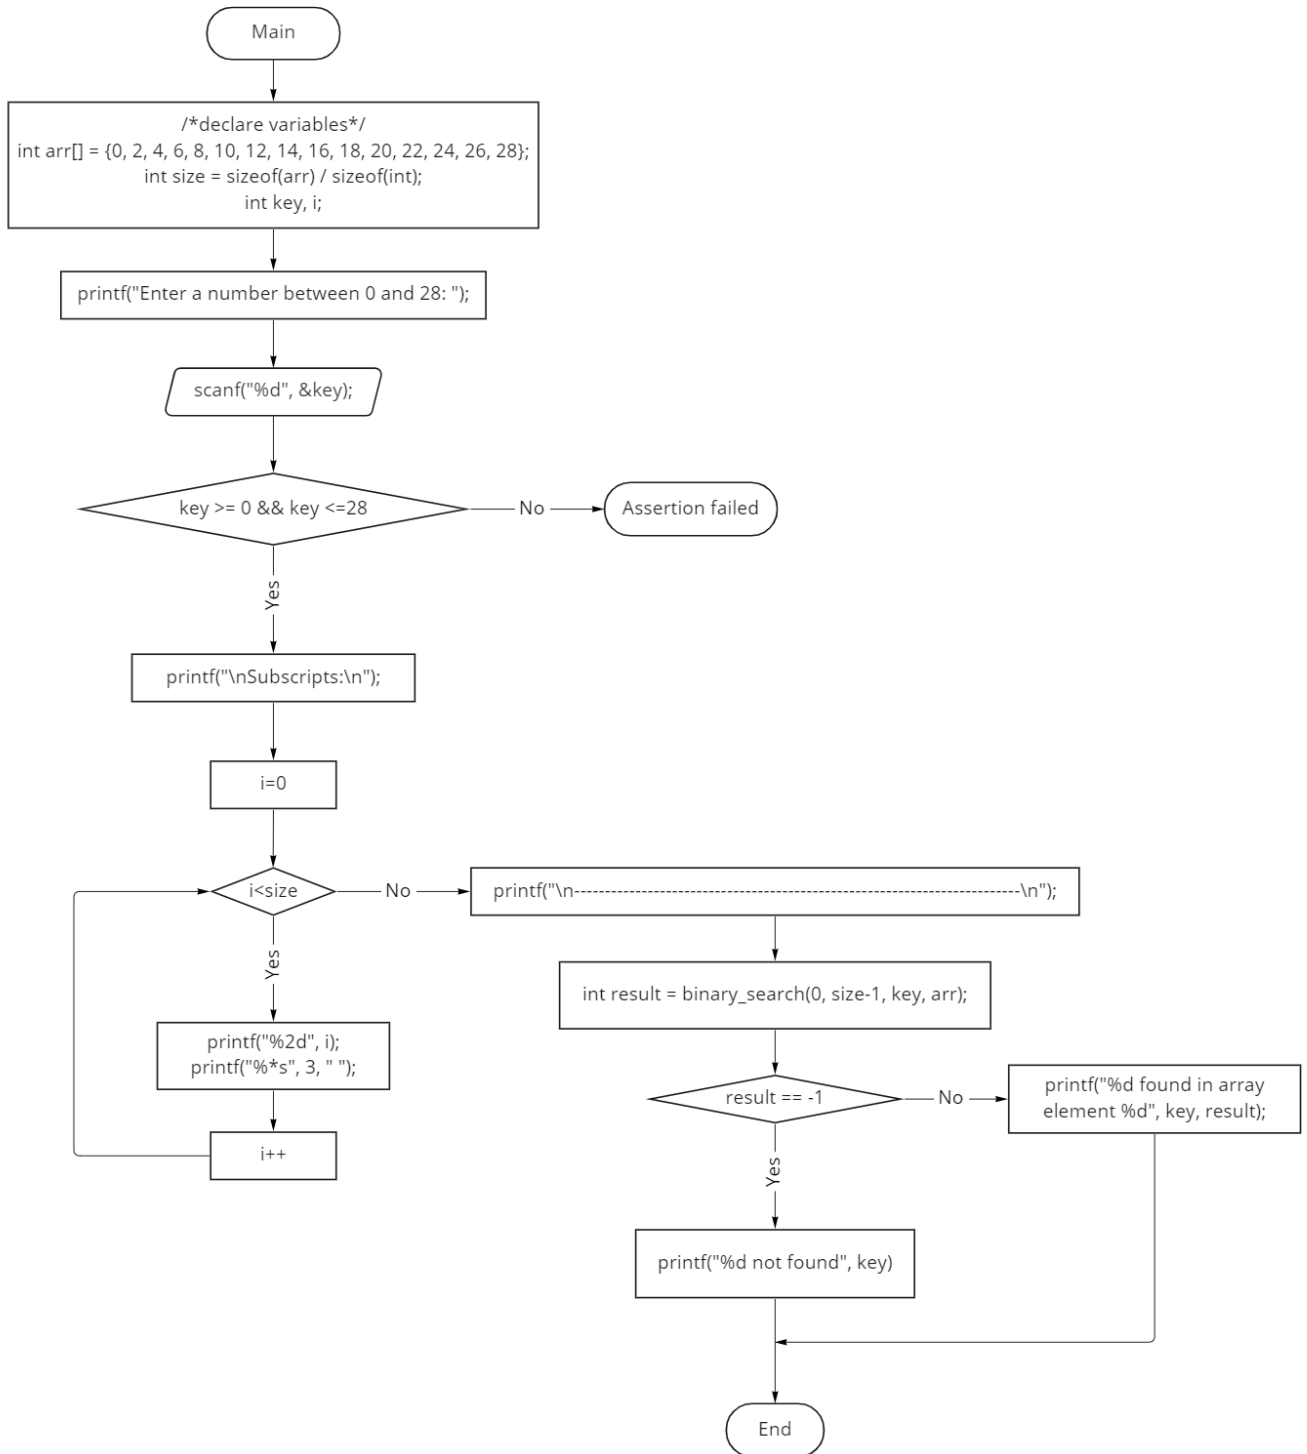 Main
/*declare variables*/
int arr[] = {0, 2, 4, 6, 8, 10, 12, 14, 16, 18, 20, 22, 24, 26, 28};
int size = sizeof(arr) / sizeof(int);
int key, i;
printf("Enter a number between 0 and 28: ");
scanf("%d", &key);
key >= 0 && key <=28
No
Assertion failed
Yes
printf("\nSubscripts:\n");
i=0
i<size
No
Yes
printf("%2d", i);
printf("%*s", 3, " ");
i++
printf("\n--------------------------------------------------------------------------\n");
int result = binary_search(0, size-1, key, arr);
result == -1
No
printf("%d found in array
element %d", key, result);
Yes
printf("%d not found", key)
End